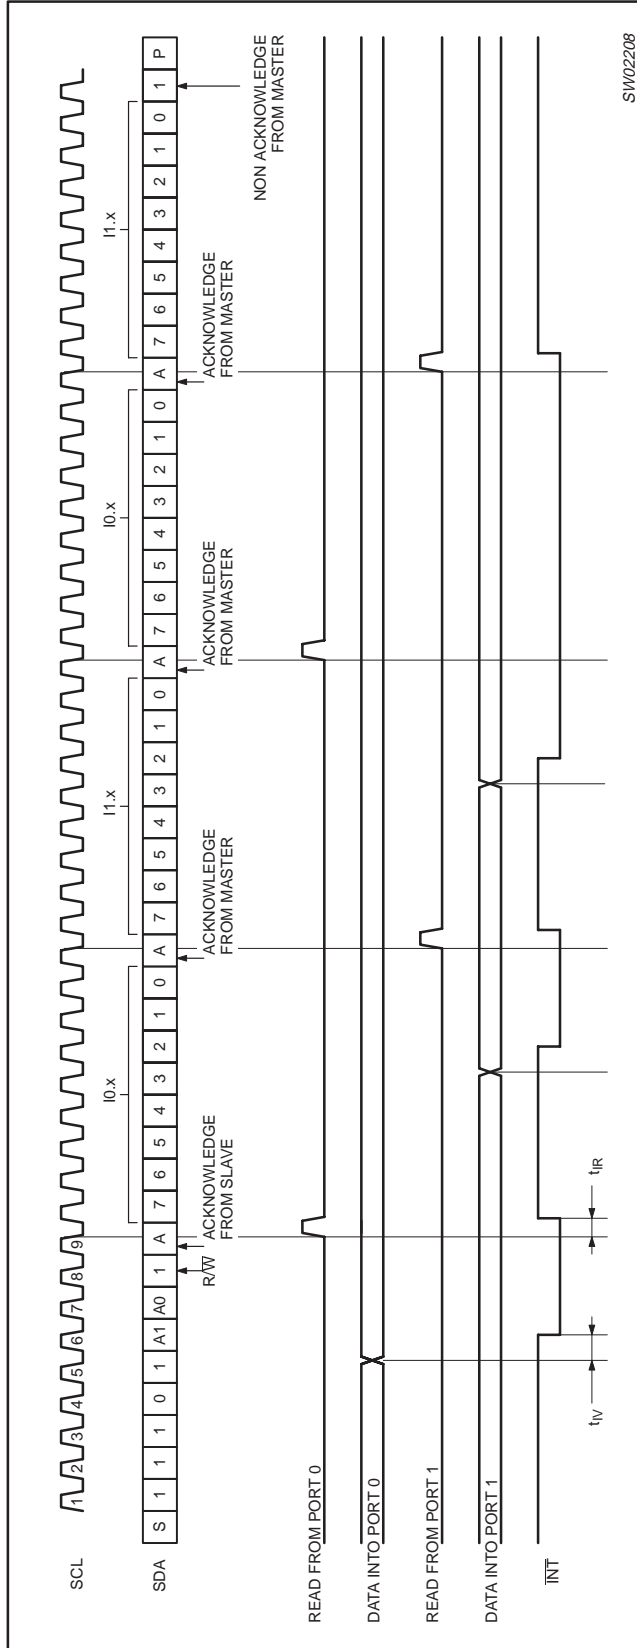 SCL
1 2 3 4 5 6 7 8 9
I0.x
I1.x
I0.x
I1.x
SDA
S 1 1 1 0 1 A1 A0 1 A 7 6 5 4 3 2 1 0 A 7 6 5 4 3 2 1 0 A 7 6 5 4 3 2 1 0 A 7 6 5 4 3 2 1 0 1 P
R/W̅
ACKNOWLEDGE
FROM SLAVE
ACKNOWLEDGE
FROM MASTER
ACKNOWLEDGE
FROM MASTER
ACKNOWLEDGE
FROM MASTER
NON ACKNOWLEDGE
FROM MASTER
READ FROM PORT 0
DATA INTO PORT 0
READ FROM PORT 1
DATA INTO PORT 1
I̅N̅T̅
tIV
tIR
SW02208